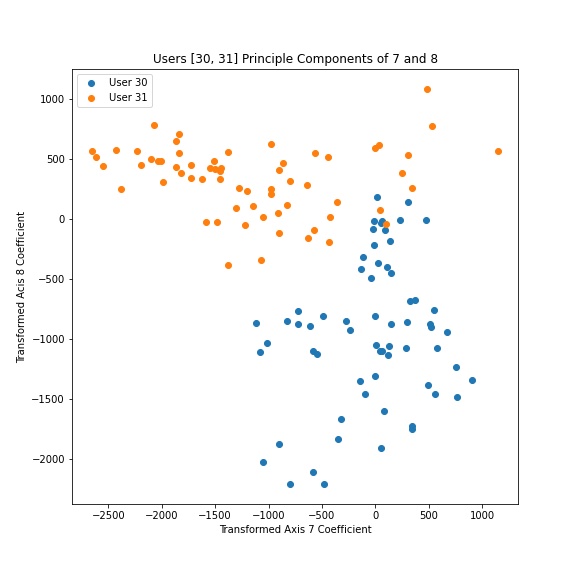 Users [30, 31] Principle Components of 7 and 8
User 30
User 31
1000
500
0
−500
−1000
−1500
−2000
Transformed Acis 8 Coefficient
−2500 −2000 −1500 −1000 −500 0 500 1000
Transformed Axis 7 Coefficient